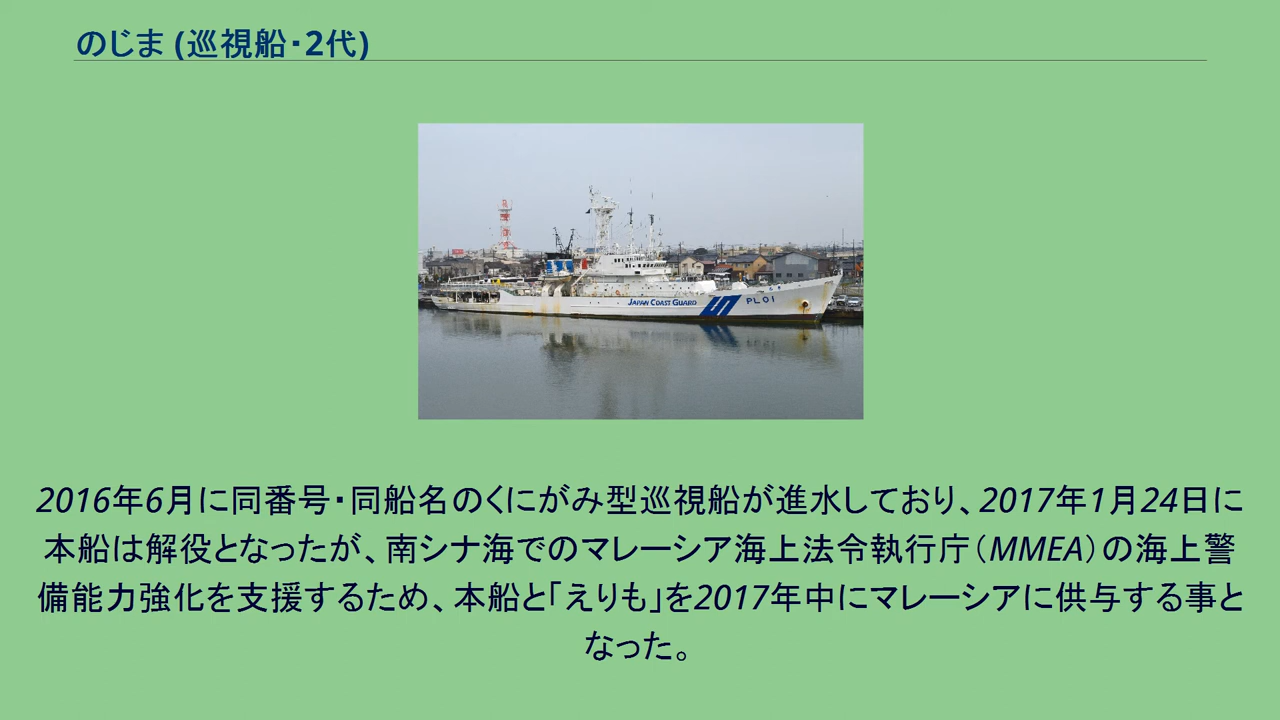 のじま (巡視船・2代)
JAPAN COAST GUARD
PL01
2016年6月に同番号・同船名のくにがみ型巡視船が進水しており、2017年1月24日に
本船は解役となったが、南シナ海でのマレーシア海上法令執行庁（MMEA）の海上警
備能力強化を支援するため、本船と「えりも」を2017年中にマレーシアに供与する事と
なった。